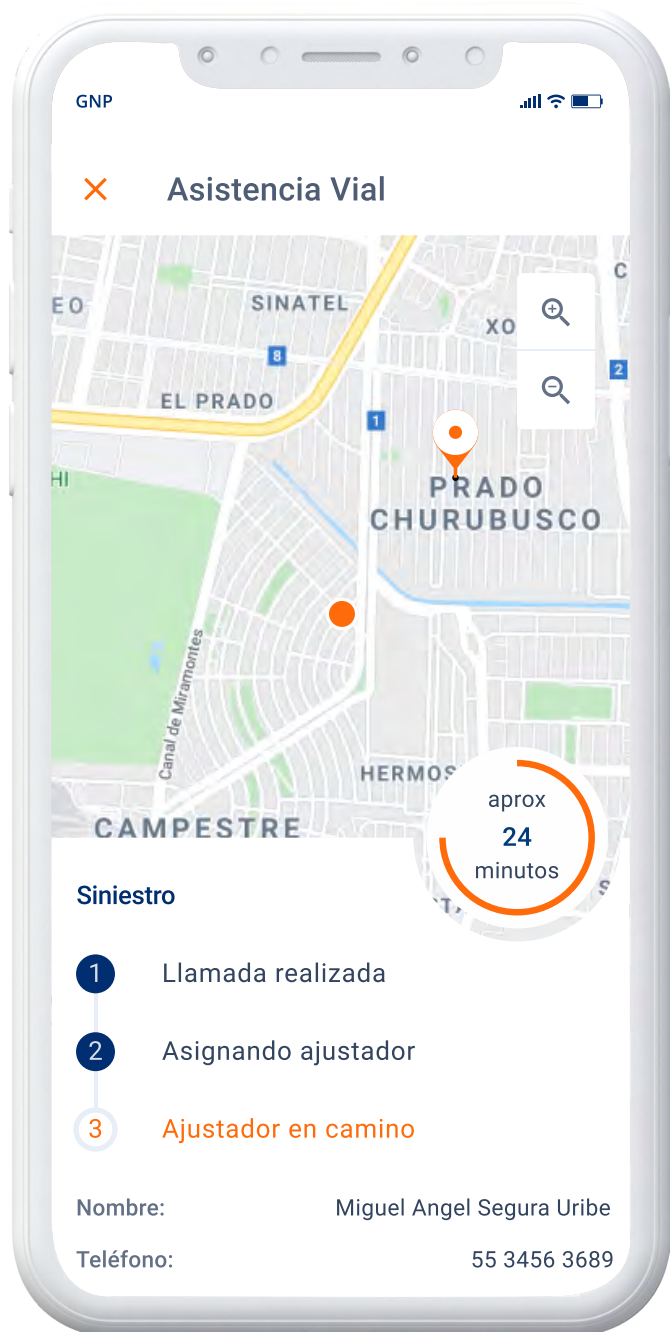 GNP
Asistencia Vial
SINATEL
XO
8
2
EL PRADO
1
PRADO
CHURUBUSCO
Canal de Miramontes
HERMOS
CAMPESTRE
aprox
24
minutos
Siniestro
1 Llamada realizada
2 Asignando ajustador
3 Ajustador en camino
Nombre: Miguel Angel Segura Uribe
Teléfono: 55 3456 3689